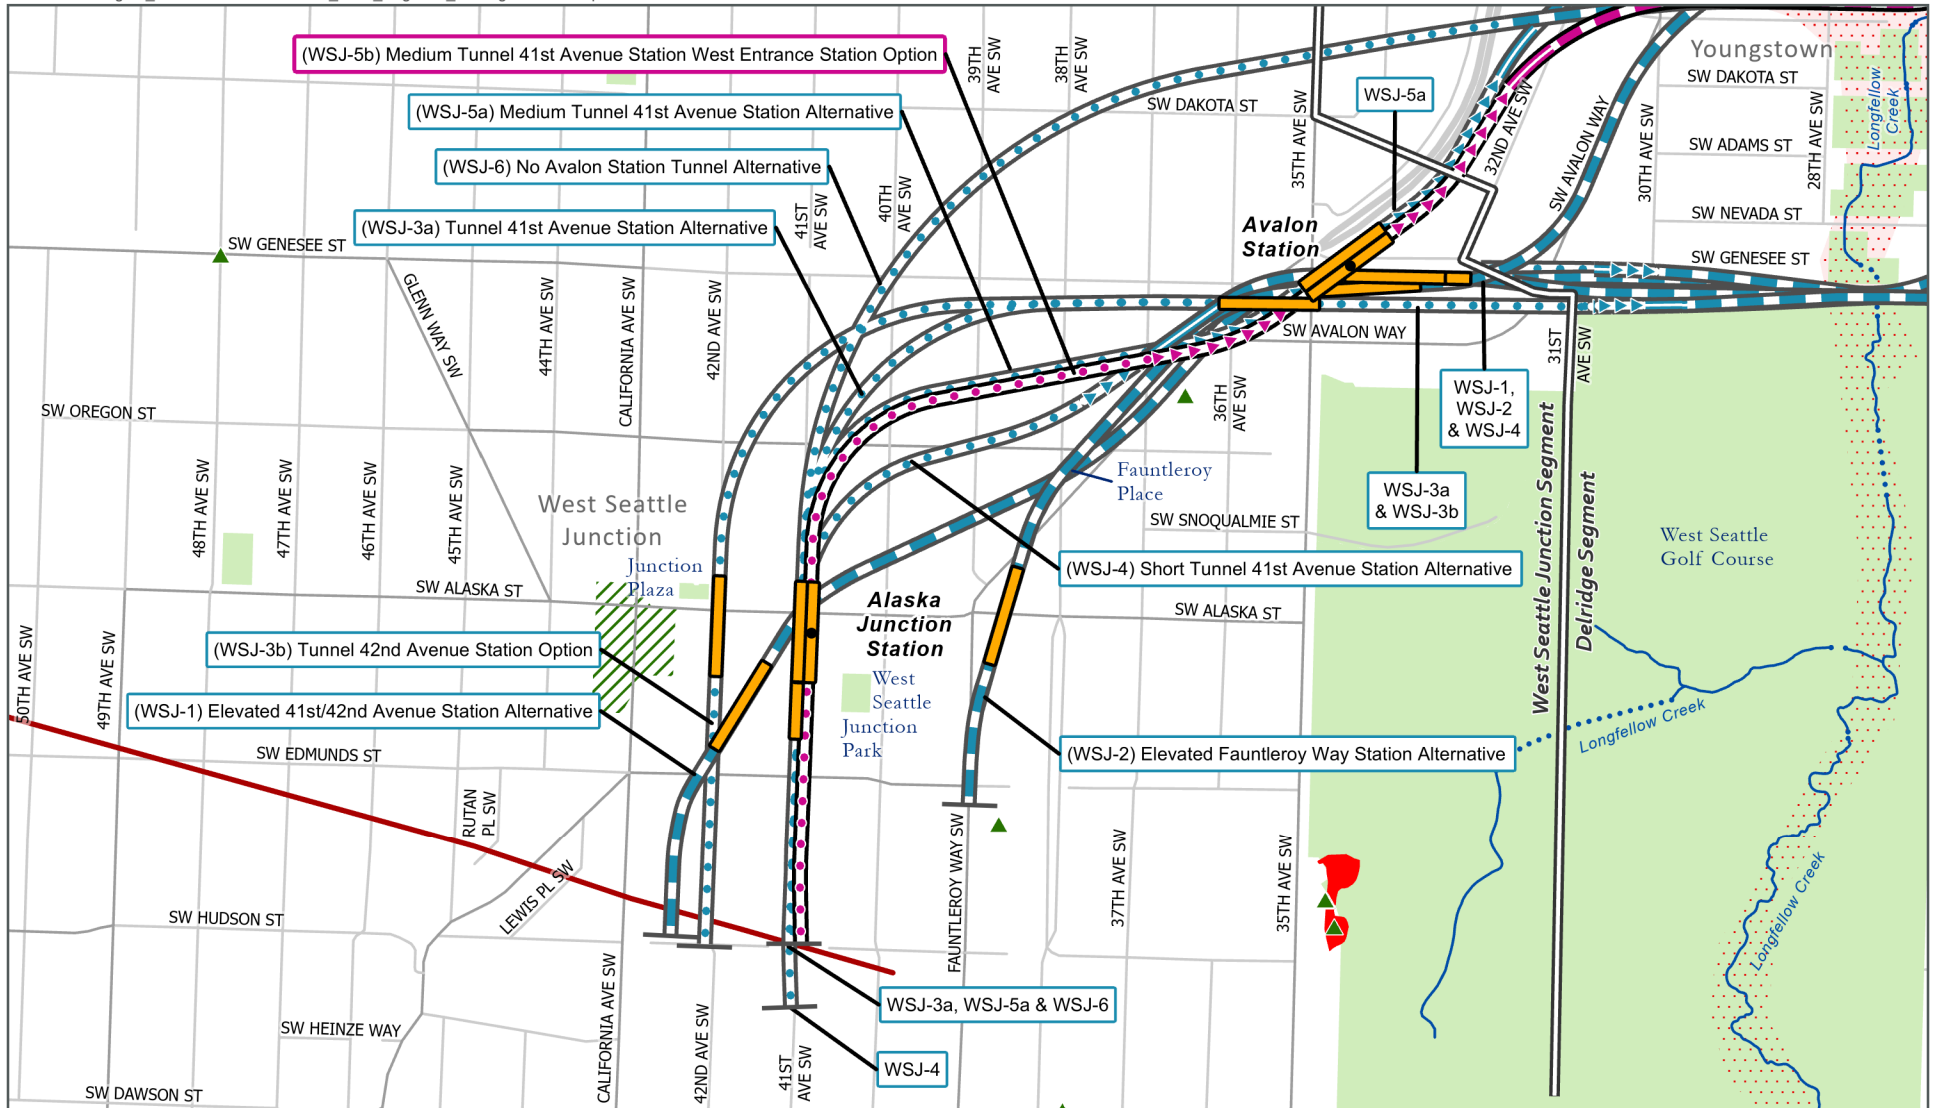 (WSJ-5b) Medium Tunnel 41st Avenue Station West Entrance Station Option
39TH
AVE SW
38TH
AVE SW
Youngstown
SW DAKOTA ST
(WSJ-5a) Medium Tunnel 41st Avenue Station Alternative
SW DAKOTA ST
WSJ-5a
35TH AVE SW
32ND AVE SW
SW AVALON WAY
30TH AVE SW
28TH AVE SW
Longfellow
Creek
SW ADAMS ST
(WSJ-6) No Avalon Station Tunnel Alternative
41ST
AVE SW
40TH
AVE SW
(WSJ-3a) Tunnel 41st Avenue Station Alternative
SW NEVADA ST
Avalon
Station
SW GENESEE ST
SW GENESEE ST
GLENN WAY SW
44TH AVE SW
CALIFORNIA AVE SW
42ND AVE SW
SW AVALON WAY
31ST
AVE SW
36TH
AVE SW
WSJ-1,
WSJ-2
& WSJ-4
SW OREGON ST
48TH AVE SW
47TH AVE SW
46TH AVE SW
45TH AVE SW
Fauntleroy
Place
WSJ-3a
& WSJ-3b
West Seattle
Junction
SW SNOQUALMIE ST
West Seattle Junction Segment
Delridge Segment
West Seattle
Golf Course
Junction
Plaza
(WSJ-4) Short Tunnel 41st Avenue Station Alternative
SW ALASKA ST
Alaska
Junction
Station
SW ALASKA ST
50TH AVE SW
49TH AVE SW
(WSJ-3b) Tunnel 42nd Avenue Station Option
West
Seattle
Junction
Park
(WSJ-1) Elevated 41st/42nd Avenue Station Alternative
Longfellow Creek
(WSJ-2) Elevated Fauntleroy Way Station Alternative
SW EDMUNDS ST
RUTAN
PL SW
LEWIS PL SW
FAUNTLEROY WAY SW
37TH AVE SW
35TH AVE SW
Longfellow Creek
SW HUDSON ST
CALIFORNIA AVE SW
42ND AVE SW
41ST
AVE SW
WSJ-3a, WSJ-5a & WSJ-6
SW HEINZE WAY
WSJ-4
SW DAWSON ST